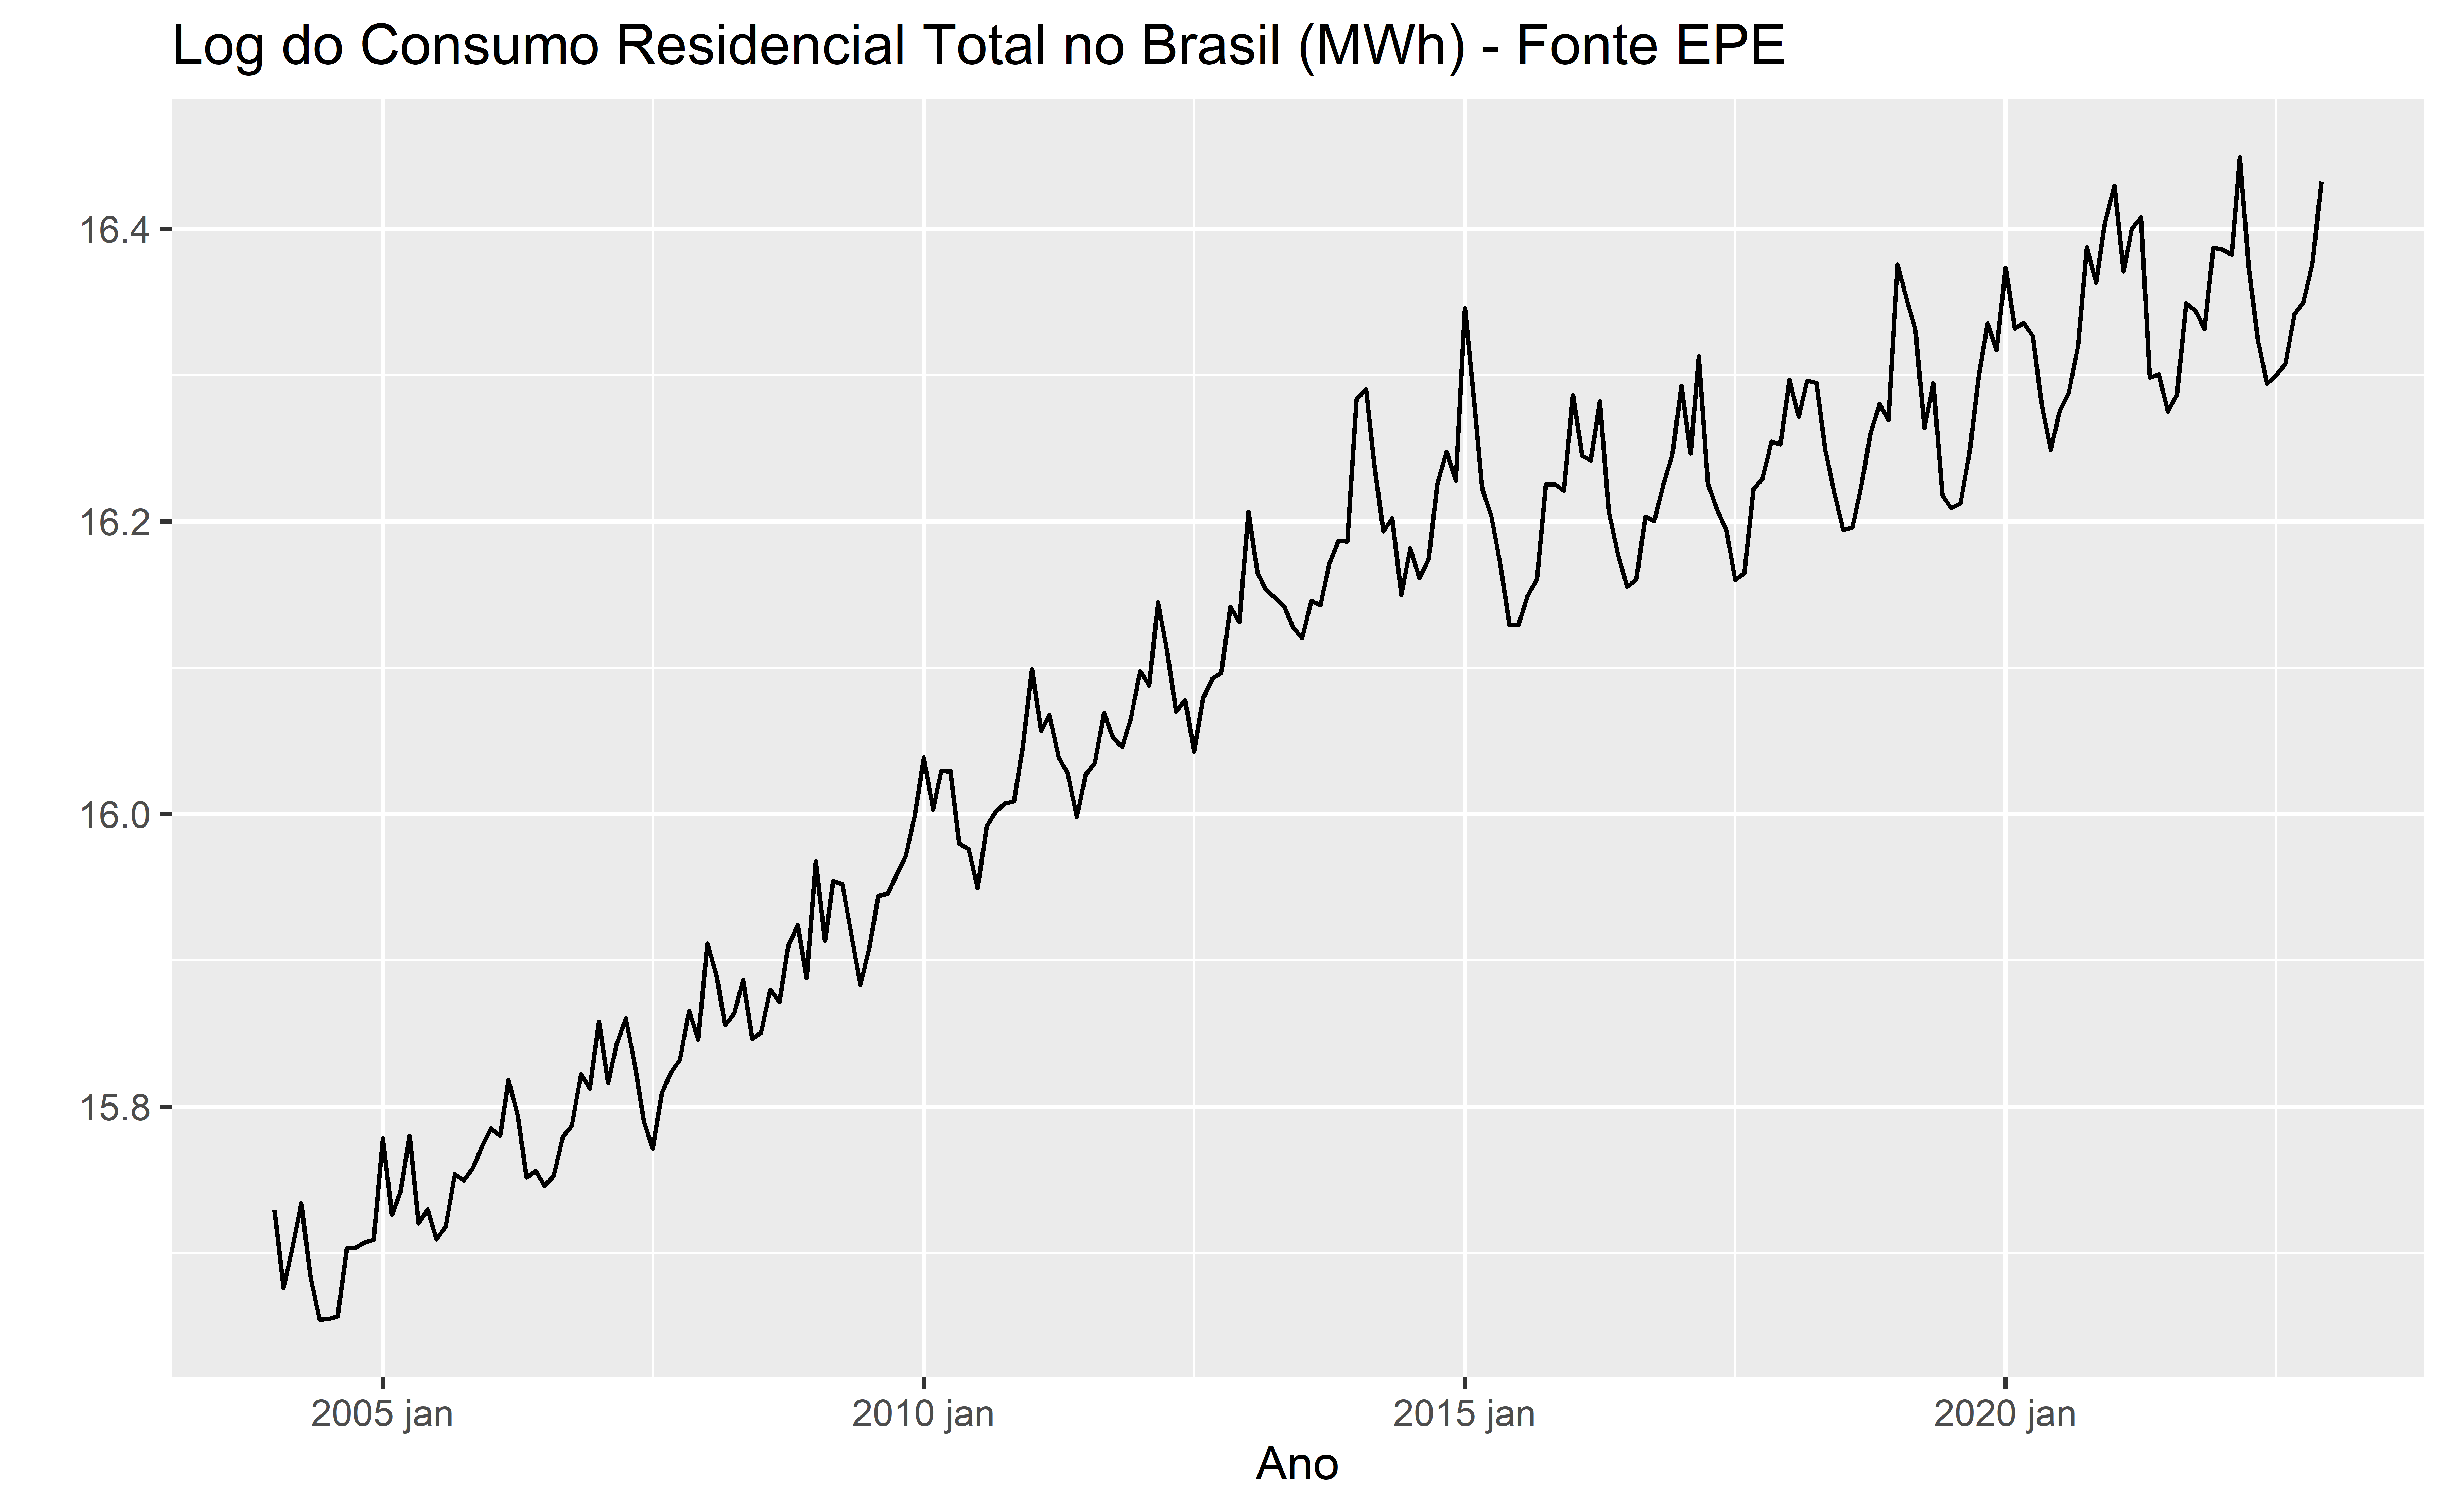 Log do Consumo Residencial Total no Brasil (MWh) - Fonte EPE
16.4
16.2
16.0
15.8
2005 jan
2010 jan
2015 jan
2020 jan
Ano